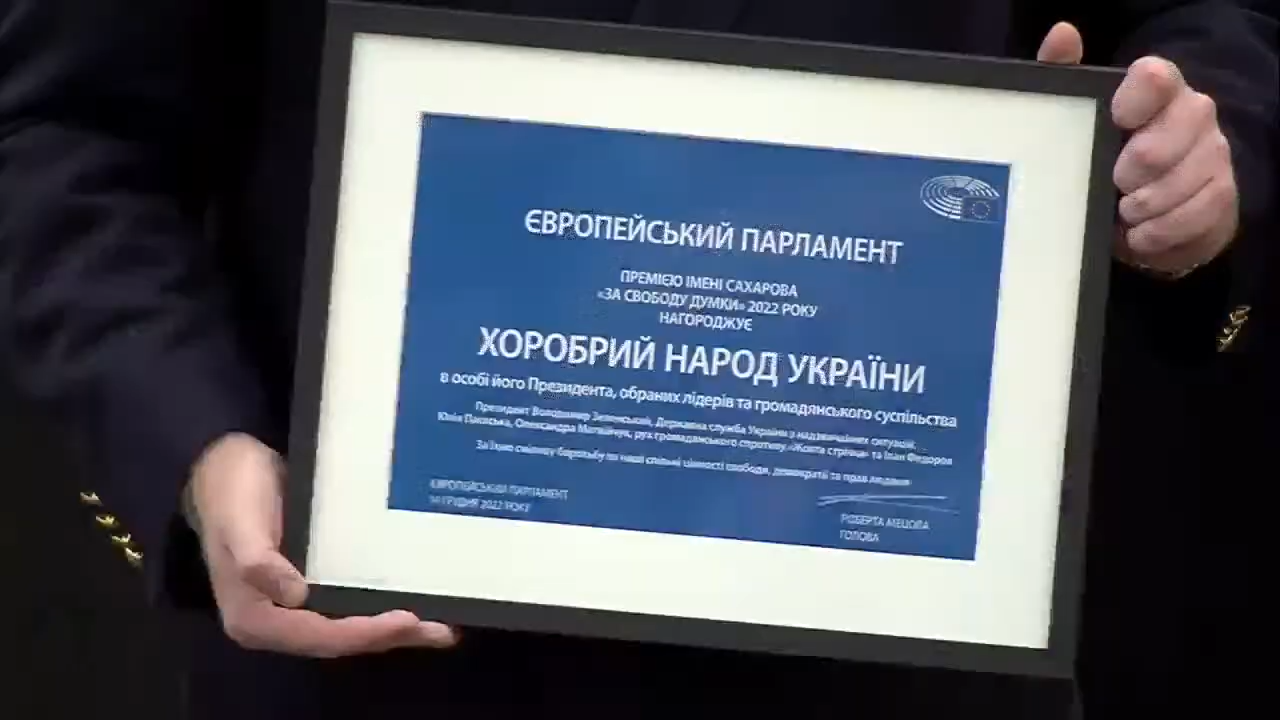 ЄВРОПЕЙСЬКИЙ ПАРЛАМЕНТ
ПРЕМІЄЮ ІМЕНІ САХАРОВА
«ЗА СВОБОДУ ДУМКИ» 2022 РОКУ
НАГОРОДЖУЄ
ХОРОБРИЙ НАРОД УКРАЇНИ
в особі його Президента, обраних лідерів та громадянського суспільства
Президент Володимир Зеленський, Державна служба України з надзвичайних ситуацій,
Юлія Паєвська, Олександра Матвійчук, рух громадянського спротиву «Жовта стрічка» та Іван Федоров
За їхню сміливу боротьбу за наші спільні цінності свободи, демократії та прав людини
ЄВРОПЕЙСЬКИЙ ПАРЛАМЕНТ
14 ГРУДНЯ 2022 РОКУ
РОБЕРТА МЕЦОЛА
ГОЛОВА